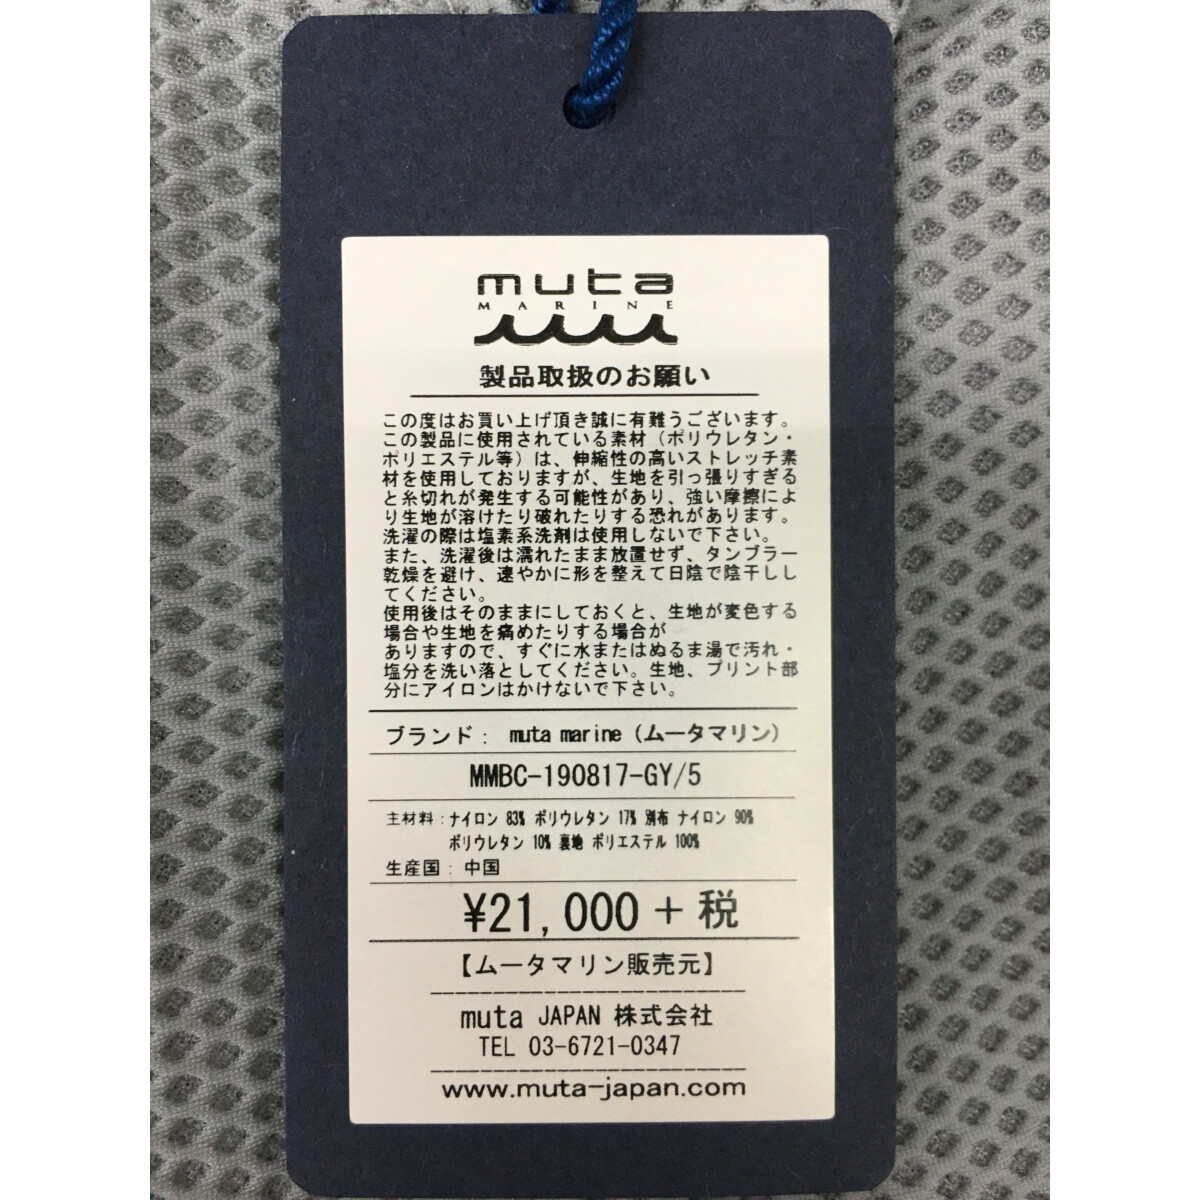 muta
MARINE
製品取扱のお願い
この度はお買い上げ頂き誠に有難うございます。
この製品に使用されている素材（ポリウレタン・
ポリエステル等）は、伸縮性の高いストレッチ素
材を使用しておりますが、生地を引っ張りすぎる
と糸切れが発生する可能性があり、強い摩擦によ
り生地が溶けたり破れたりする恐れがあります。
洗濯の際は塩素系洗剤は使用しないで下さい。
また、洗濯後は濡れたまま放置せず、タンブラー
乾燥を避け、速やかに形を整えて日陰で陰干しし
てください。
使用後はそのままにしておくと、生地が変色する
場合や生地を痛めたりする場合が
ありますので、すぐに水またはぬるま湯で汚れ・
塩分を洗い落としてください。生地、プリント部
分にアイロンはかけないで下さい。
ブランド： muta marine（ムータマリン）
MMBC-190817-GY/5
主材料：ナイロン 83% ポリウレタン 17% 別布 ナイロン 90%
ポリウレタン 10% 裏地 ポリエステル 100%
生産国：中国
¥21,000＋税
【ムータマリン販売元】
muta JAPAN 株式会社
TEL 03-6721-0347
www.muta-japan.com